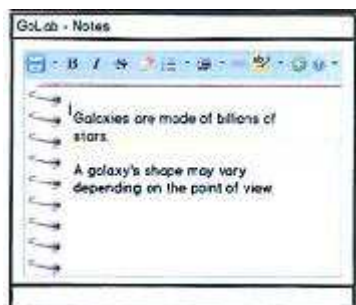 GoLab - Notes
B I S
Galaxies are made of billions of
stars
A galaxy's shape may vary
depending on the point of view